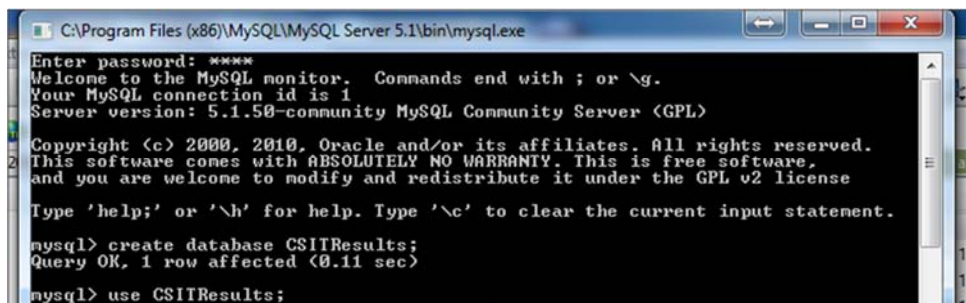 C:\Program Files (x86)\MySQL\MySQL Server 5.1\bin\mysql.exe
Enter password: ****
Welcome to the MySQL monitor.  Commands end with ; or \g.
Your MySQL connection id is 1
Server version: 5.1.50-community MySQL Community Server (GPL)
Copyright (c) 2000, 2010, Oracle and/or its affiliates. All rights reserved.
This software comes with ABSOLUTELY NO WARRANTY. This is free software,
and you are welcome to modify and redistribute it under the GPL v2 license
Type 'help;' or '\h' for help. Type '\c' to clear the current input statement.
mysql> create database CSITResults;
Query OK, 1 row affected (0.11 sec)
mysql> use CSITResults;